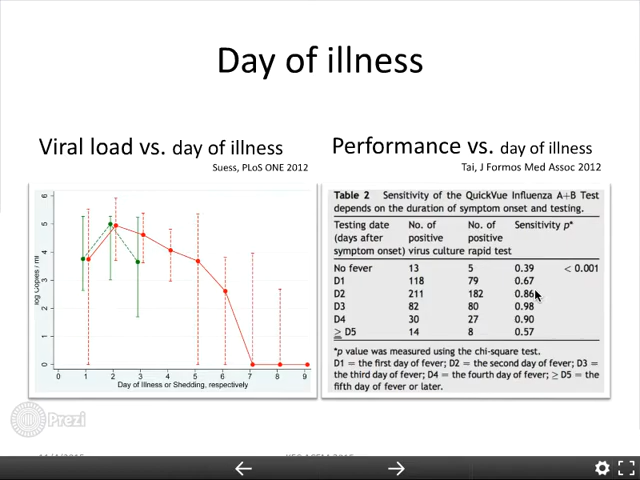 Day of illness
Viral load vs. day of illness
Suess, PLoS ONE 2012
Performance vs. day of illness
Tai, J Formos Med Assoc 2012
6
5
4
3
2
1
0
log Copies / ml
0 1 2 3 4 5 6 7 8 9
Day of Illness or Shedding, respectively
Table 2 Sensitivity of the QuickVue Influenza A+B Test
depends on the duration of symptom onset and testing.
Testing date No. of No. of Sensitivity p*
(days after positive positive
symptom onset) virus culture rapid test
No fever 13 5 0.39 < 0.001
D1 118 79 0.67
D2 211 182 0.86
D3 82 80 0.98
D4 30 27 0.90
≥ D5 14 8 0.57
*p value was measured using the chi-square test.
D1 = the first day of fever; D2 = the second day of fever; D3 =
the third day of fever; D4 = the fourth day of fever; ≥ D5 = the
fifth day of fever or later.
Prezi